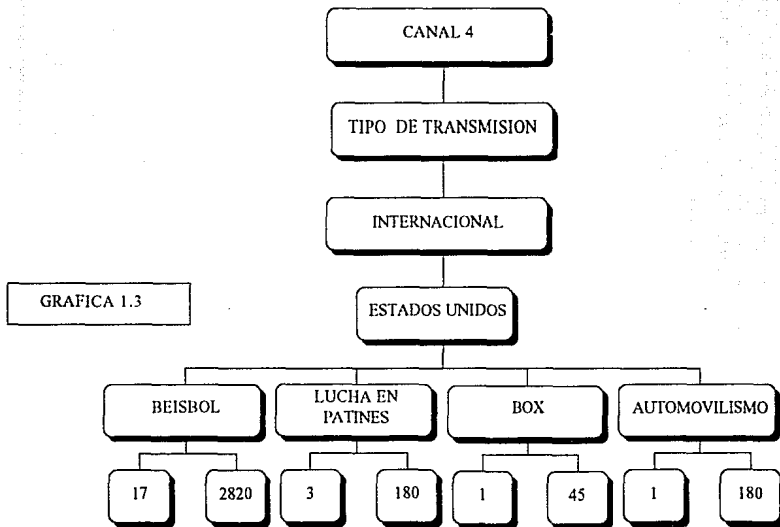 CANAL 4
TIPO DE TRANSMISION
INTERNACIONAL
GRAFICA 1.3
ESTADOS UNIDOS
BEISBOL
LUCHA EN
PATINES
BOX
AUTOMOVILISMO
17
2820
3
180
1
45
1
180